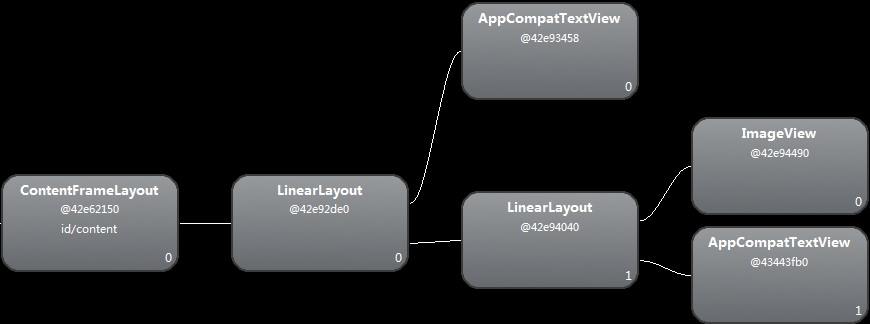 AppCompatTextView
@42e93458
0
ImageView
@42e94490
0
ContentFrameLayout
@42e62150
id/content
0
LinearLayout
@42e92de0
0
LinearLayout
@42e94040
1
AppCompatTextView
@43443fb0
1